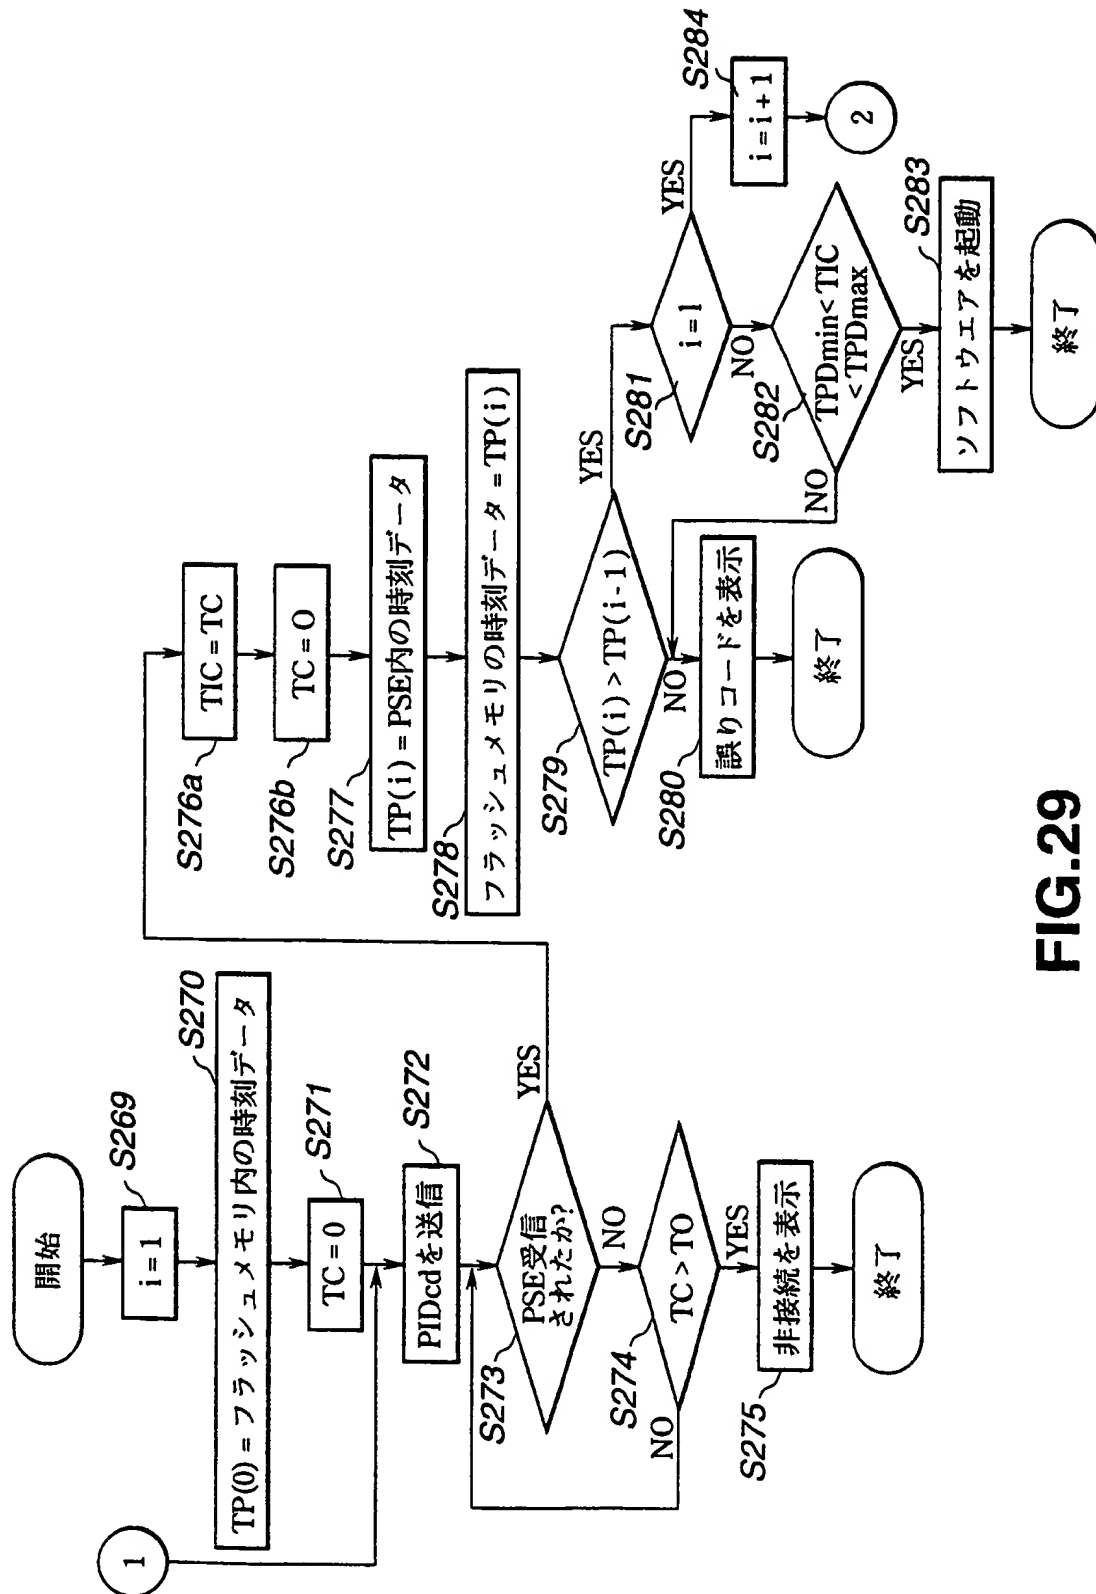 開始
S269
i=1
S270
TP(0)=フラッシュメモリ内の時刻データ
1
S271
TC=0
S272
PIDcdを送信
S273
PSE受信
されたか?
YES
NO
S274
TC>TO
NO
YES
S275
非接続を表示
終了
S276a
TIC=TC
S276b
TC=0
S277
TP(i)=PSE内の時刻データ
S278
フラッシュメモリの時刻データ=TP(i)
S279
TP(i)>TP(i-1)
YES
NO
S280
誤りコードを表示
終了
S281
i=1
YES
NO
S284
i=i+1
2
S282
TPDmin<TIC
<TPDmax
NO
YES
S283
ソフトウエアを起動
終了
FIG.29